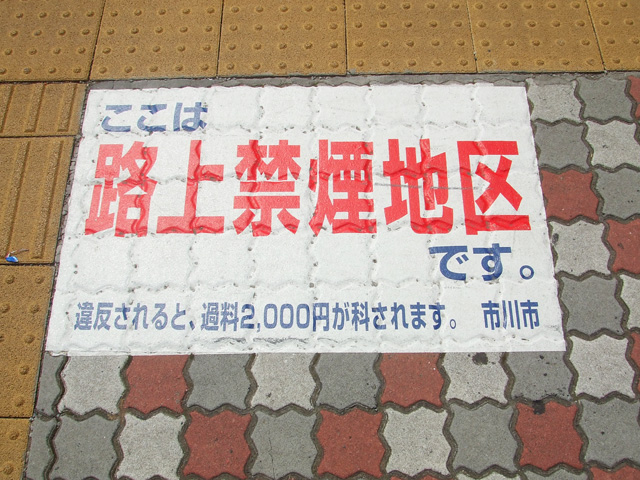 ここは
路上禁煙地区
です。
違反されると、過料2,000円が科されます。 市川市